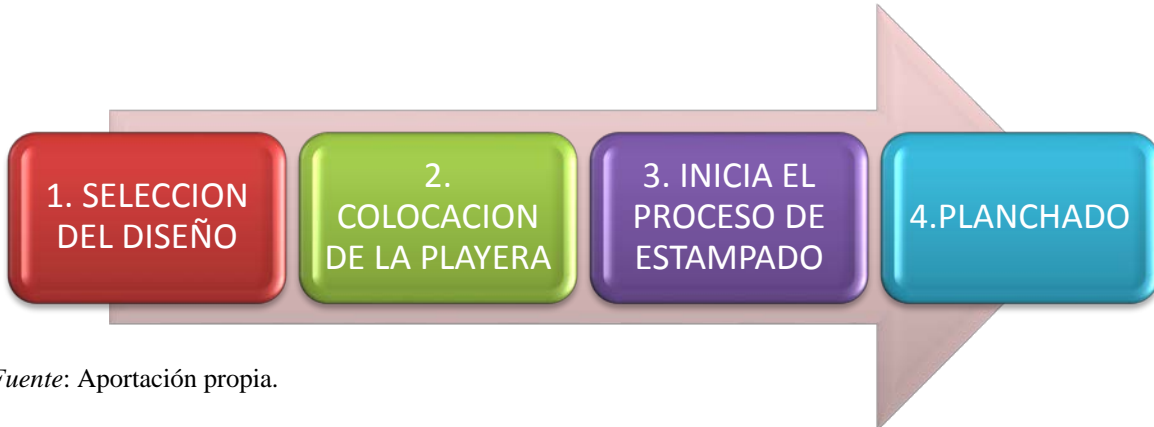 1. SELECCION
DEL DISEÑO
2.
COLOCACION
DE LA PLAYERA
3. INICIA EL
PROCESO DE
ESTAMPADO
4.PLANCHADO
Fuente: Aportación propia.